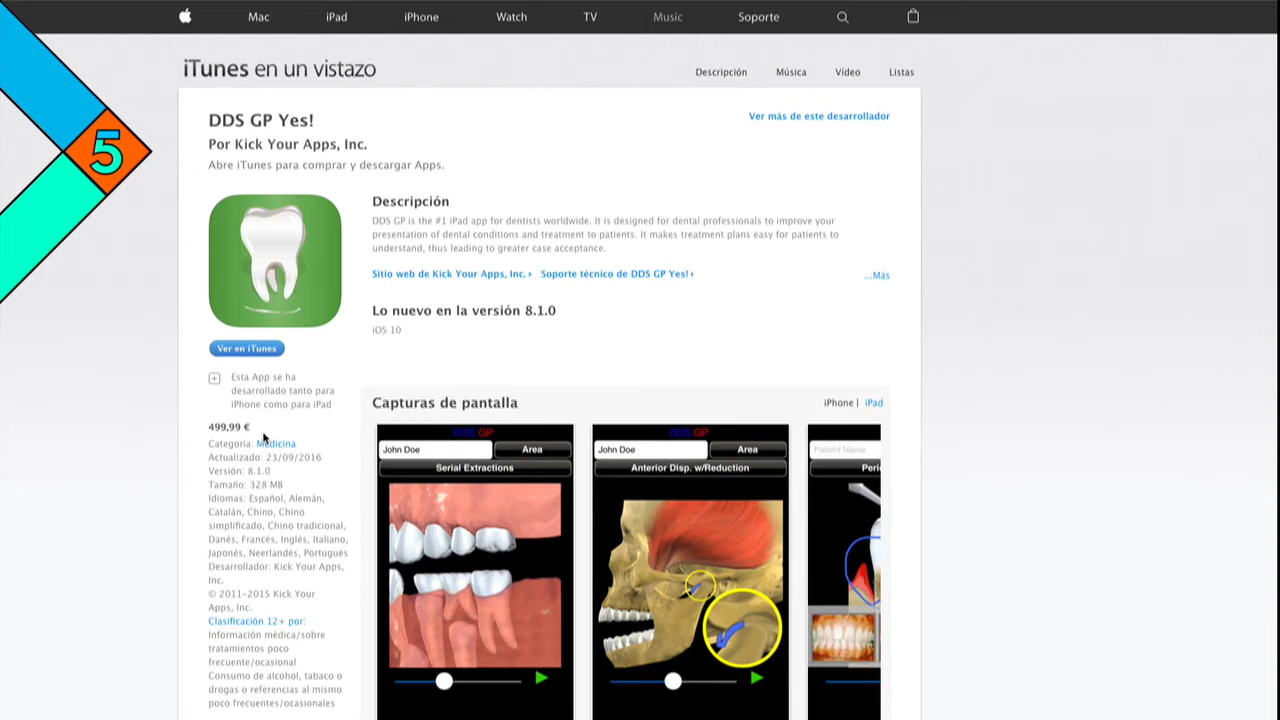 Mac iPad iPhone Watch TV Music Soporte
iTunes en un vistazo
Descripción Música Vídeo Listas
5
DDS GP Yes!
Ver más de este desarrollador
Por Kick Your Apps, Inc.
Abre iTunes para comprar y descargar Apps.
Descripción
DDS GP is the #1 iPad app for dentists worldwide. It is designed for dental professionals to improve your
presentation of dental conditions and treatment to patients. It makes treatment plans easy for patients to
understand, thus leading to greater case acceptance.
Sitio web de Kick Your Apps, Inc. Soporte técnico de DDS GP Yes!
...Más
Lo nuevo en la versión 8.1.0
iOS 10
Ver en iTunes
Esta App se ha
desarrollado tanto para
iPhone como para iPad
499,99 €
Categoría: Medicina
Actualizado: 23/09/2016
Versión: 8.1.0
Tamaño: 328 MB
Idiomas: Español, Alemán,
Catalán, Chino, Chino
simplificado, Chino tradicional,
Danés, Francés, Inglés, Italiano,
Japonés, Neerlandés, Portugués
Desarrollador: Kick Your Apps,
Inc.
© 2011-2015 Kick Your
Apps, Inc.
Clasificación 12+ por:
Información médica/sobre
tratamientos poco
frecuente/ocasional
Consumo de alcohol, tabaco o
drogas o referencias al mismo
poco frecuentes/ocasionales
Capturas de pantalla
iPhone | iPad
DDS GP
John Doe Area
Serial Extractions
DDS GP
John Doe Area
Anterior Disp. w/Reduction
Patient Name
Peri